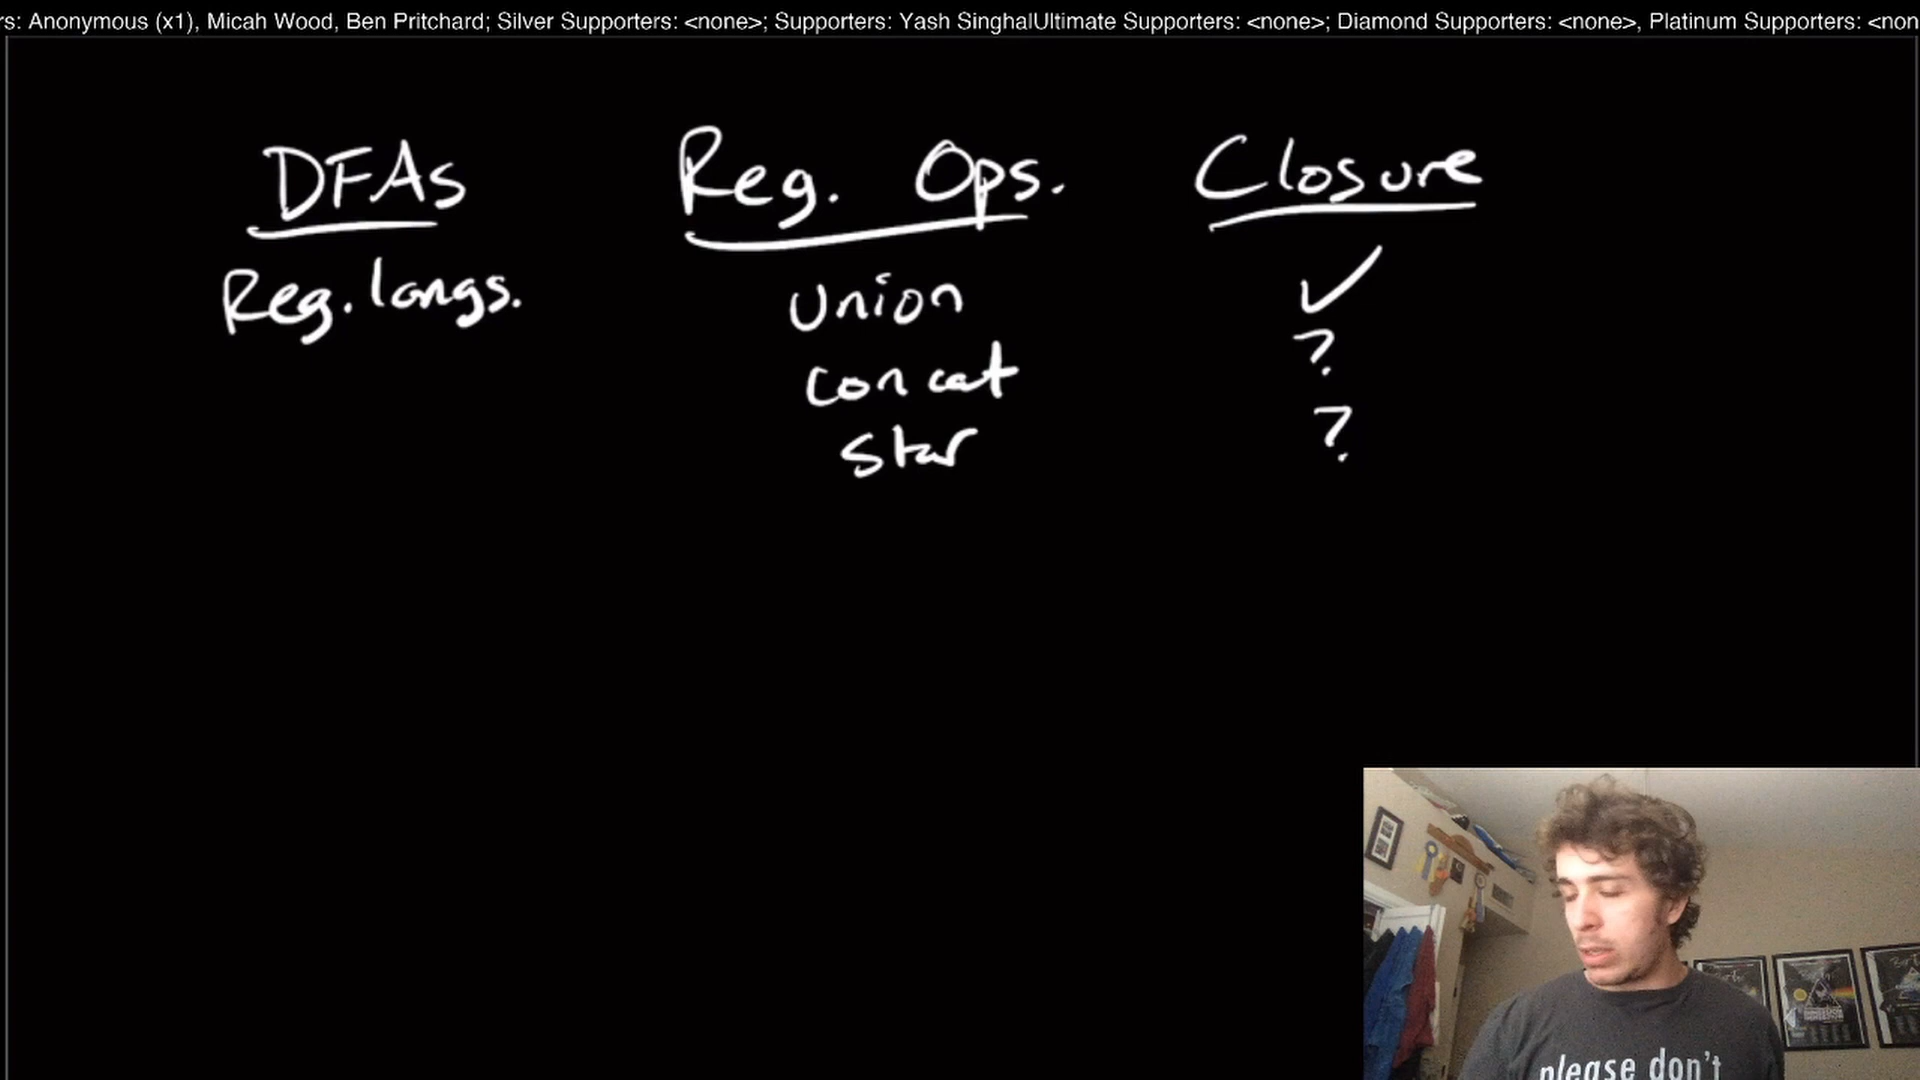 rs: Anonymous (x1), Micah Wood, Ben Pritchard; Silver Supporters: <none>; Supporters: Yash SinghalUltimate Supporters: <none>; Diamond Supporters: <none>, Platinum Supporters: <non
DFAs Reg. Ops. Closure
Reg. langs. Union ✓
concat ?
star ?
please don't